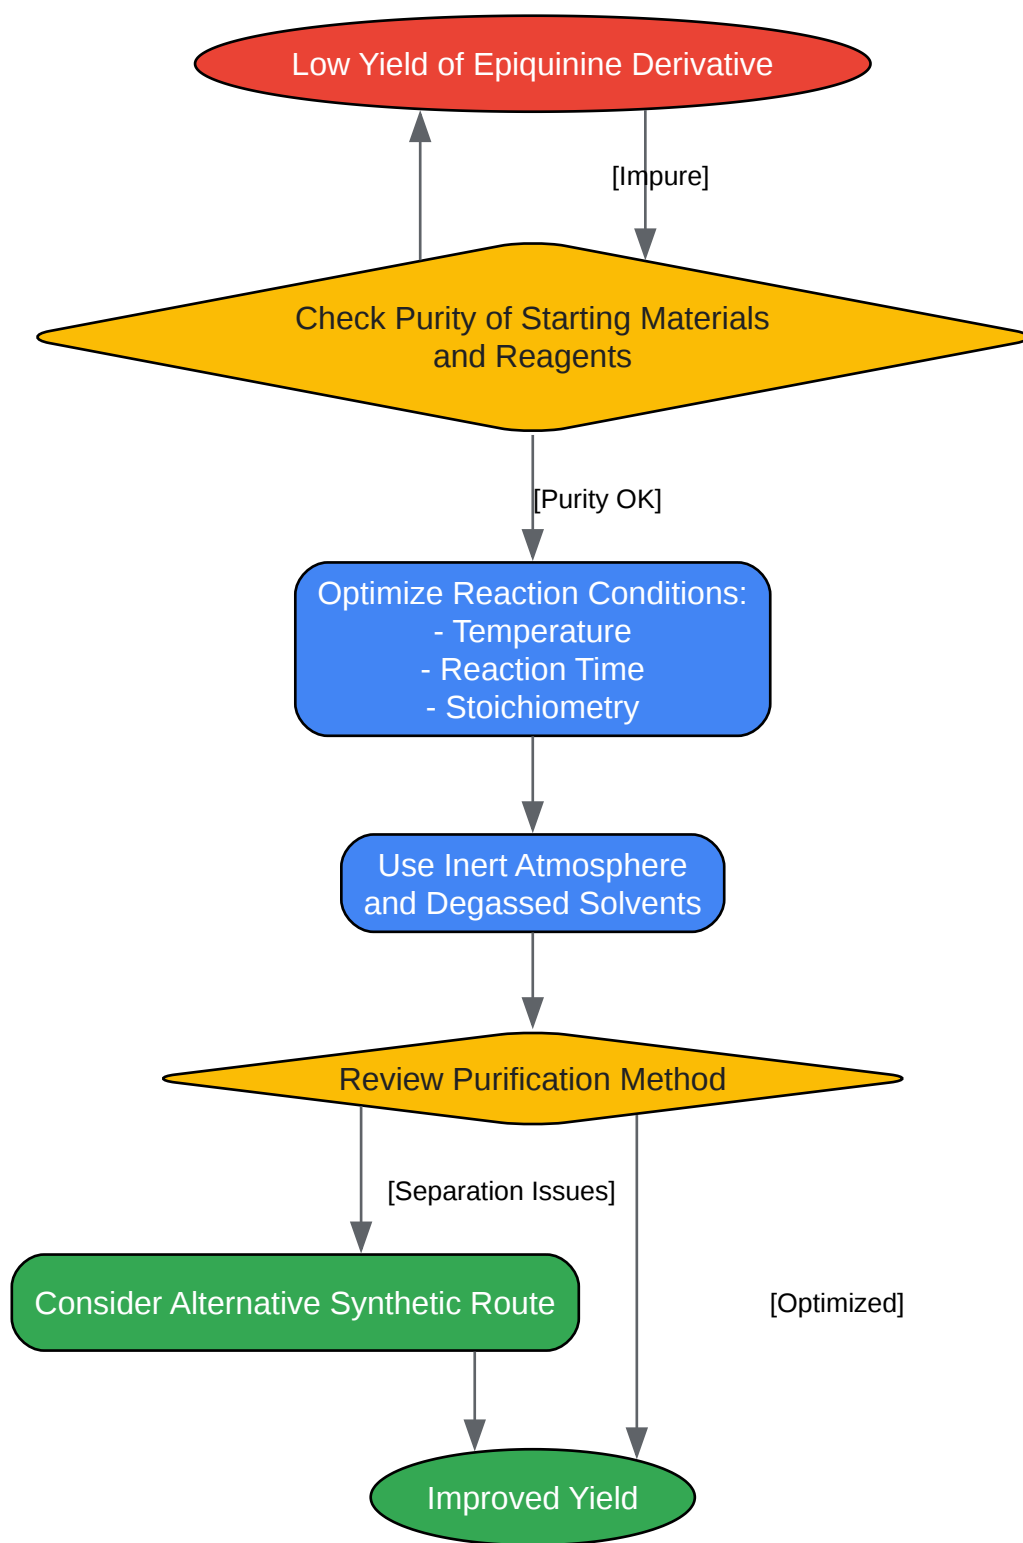 Low Yield of Epiquinine Derivative
[Impure]
Check Purity of Starting Materials
and Reagents
[Purity OK]
Optimize Reaction Conditions:
- Temperature
- Reaction Time
- Stoichiometry
Use Inert Atmosphere
and Degassed Solvents
Review Purification Method
[Separation Issues]
Consider Alternative Synthetic Route
[Optimized]
Improved Yield